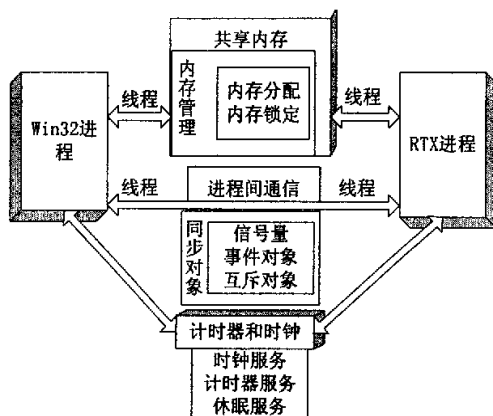 共享内存
内存管理
内存分配
内存锁定
线程
线程
Win32进程
RTX进程
线程
进程间通信
线程
同步对象
信号量
事件对象
互斥对象
计时器和时钟
时钟服务
计时器服务
休眠服务